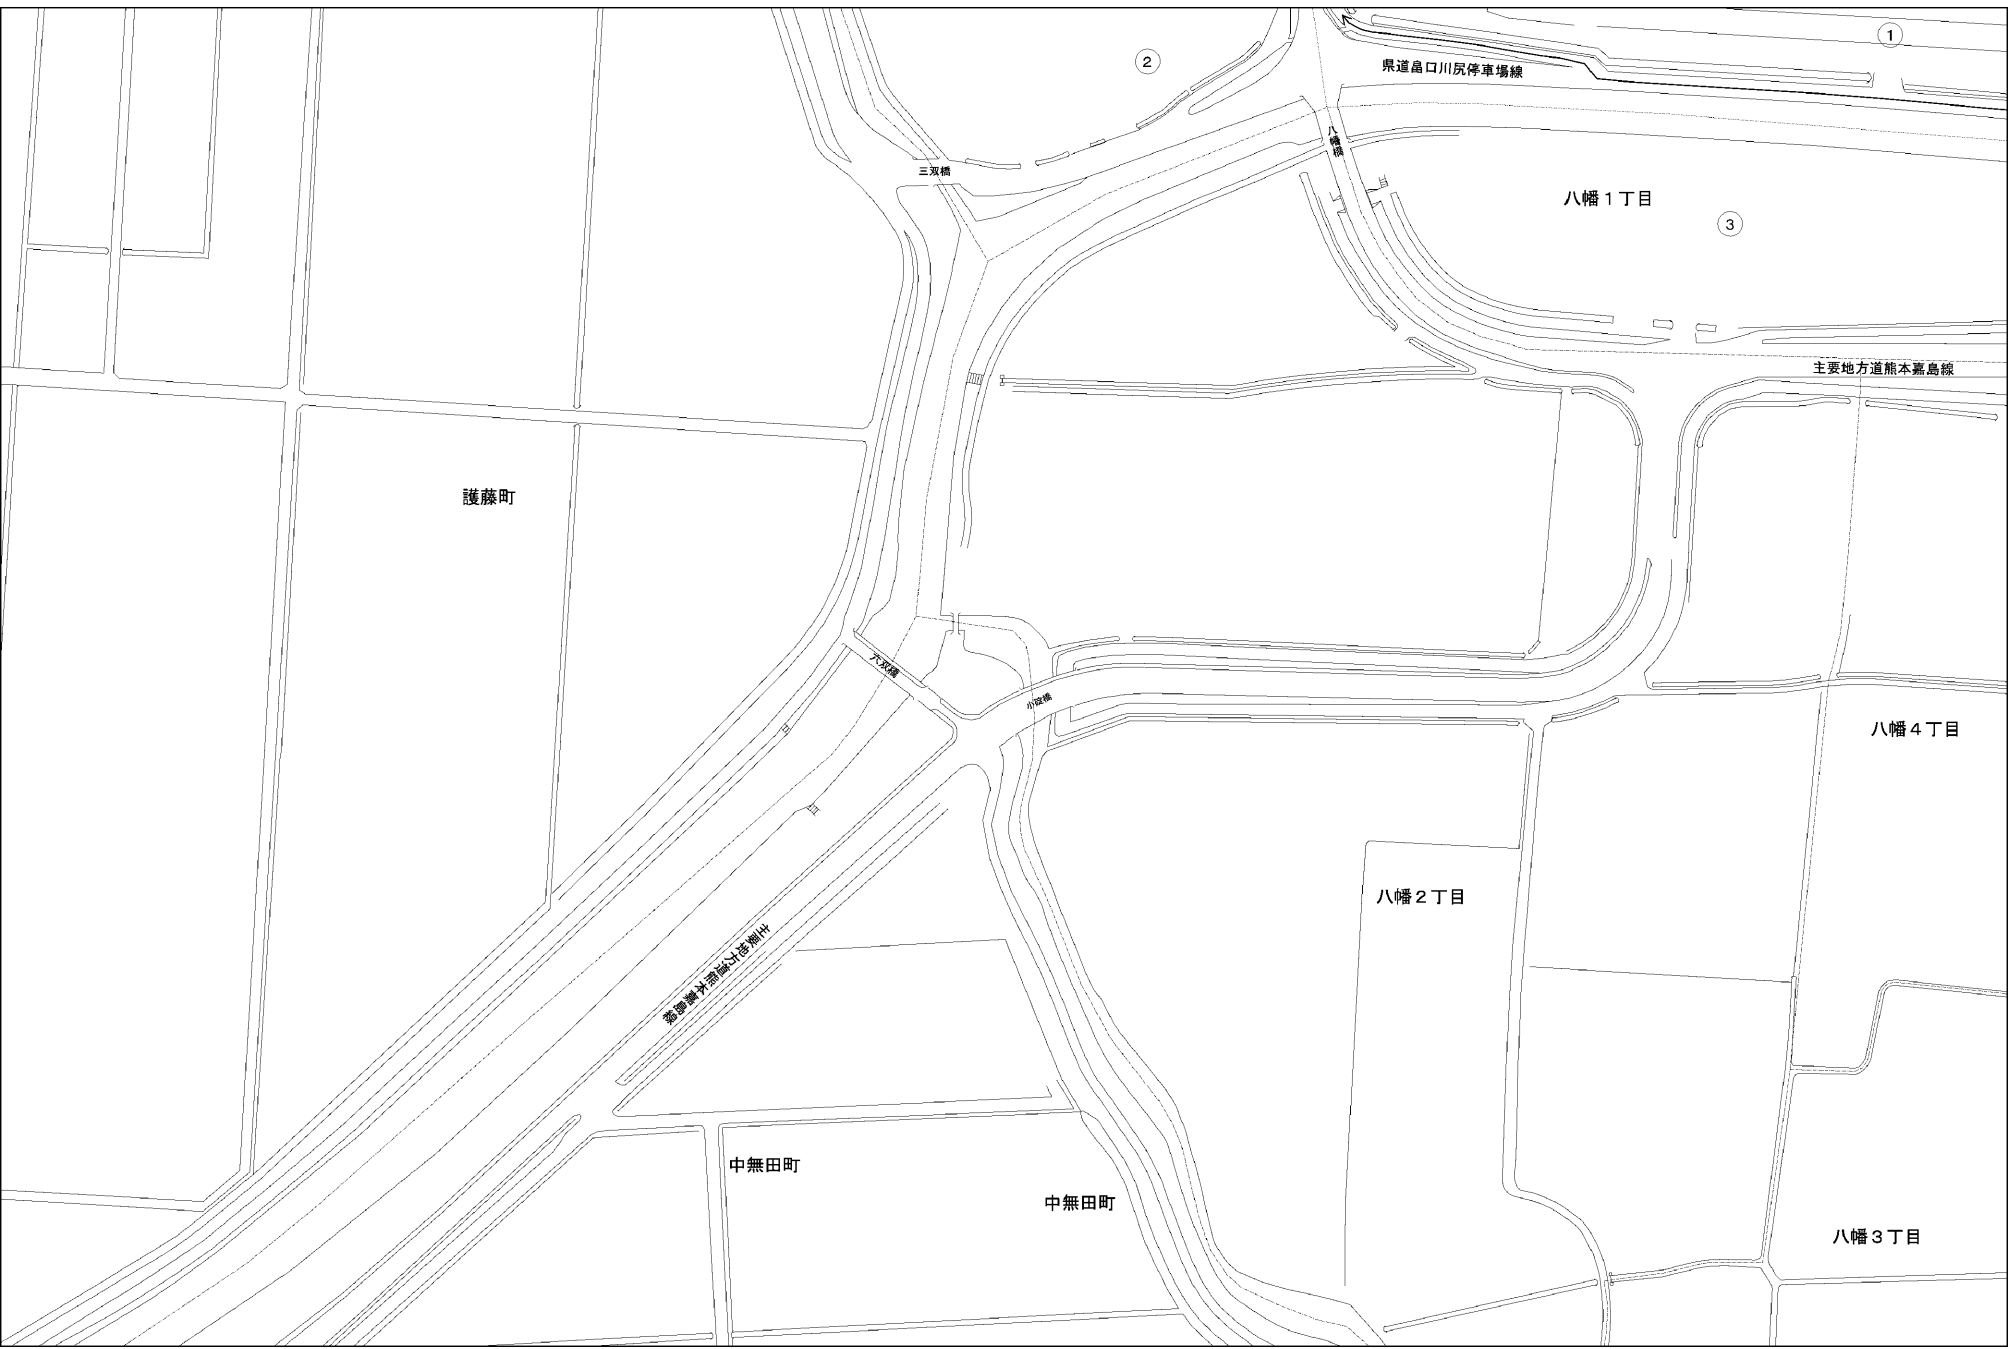 ①
②
県道畠口川尻停車場線
八幡橋
三双橋
八幡１丁目
③
主要地方道熊本嘉島線
護藤町
六双橋
小碇橋
八幡４丁目
八幡２丁目
主要地方道熊本嘉島線
中無田町
中無田町
八幡３丁目